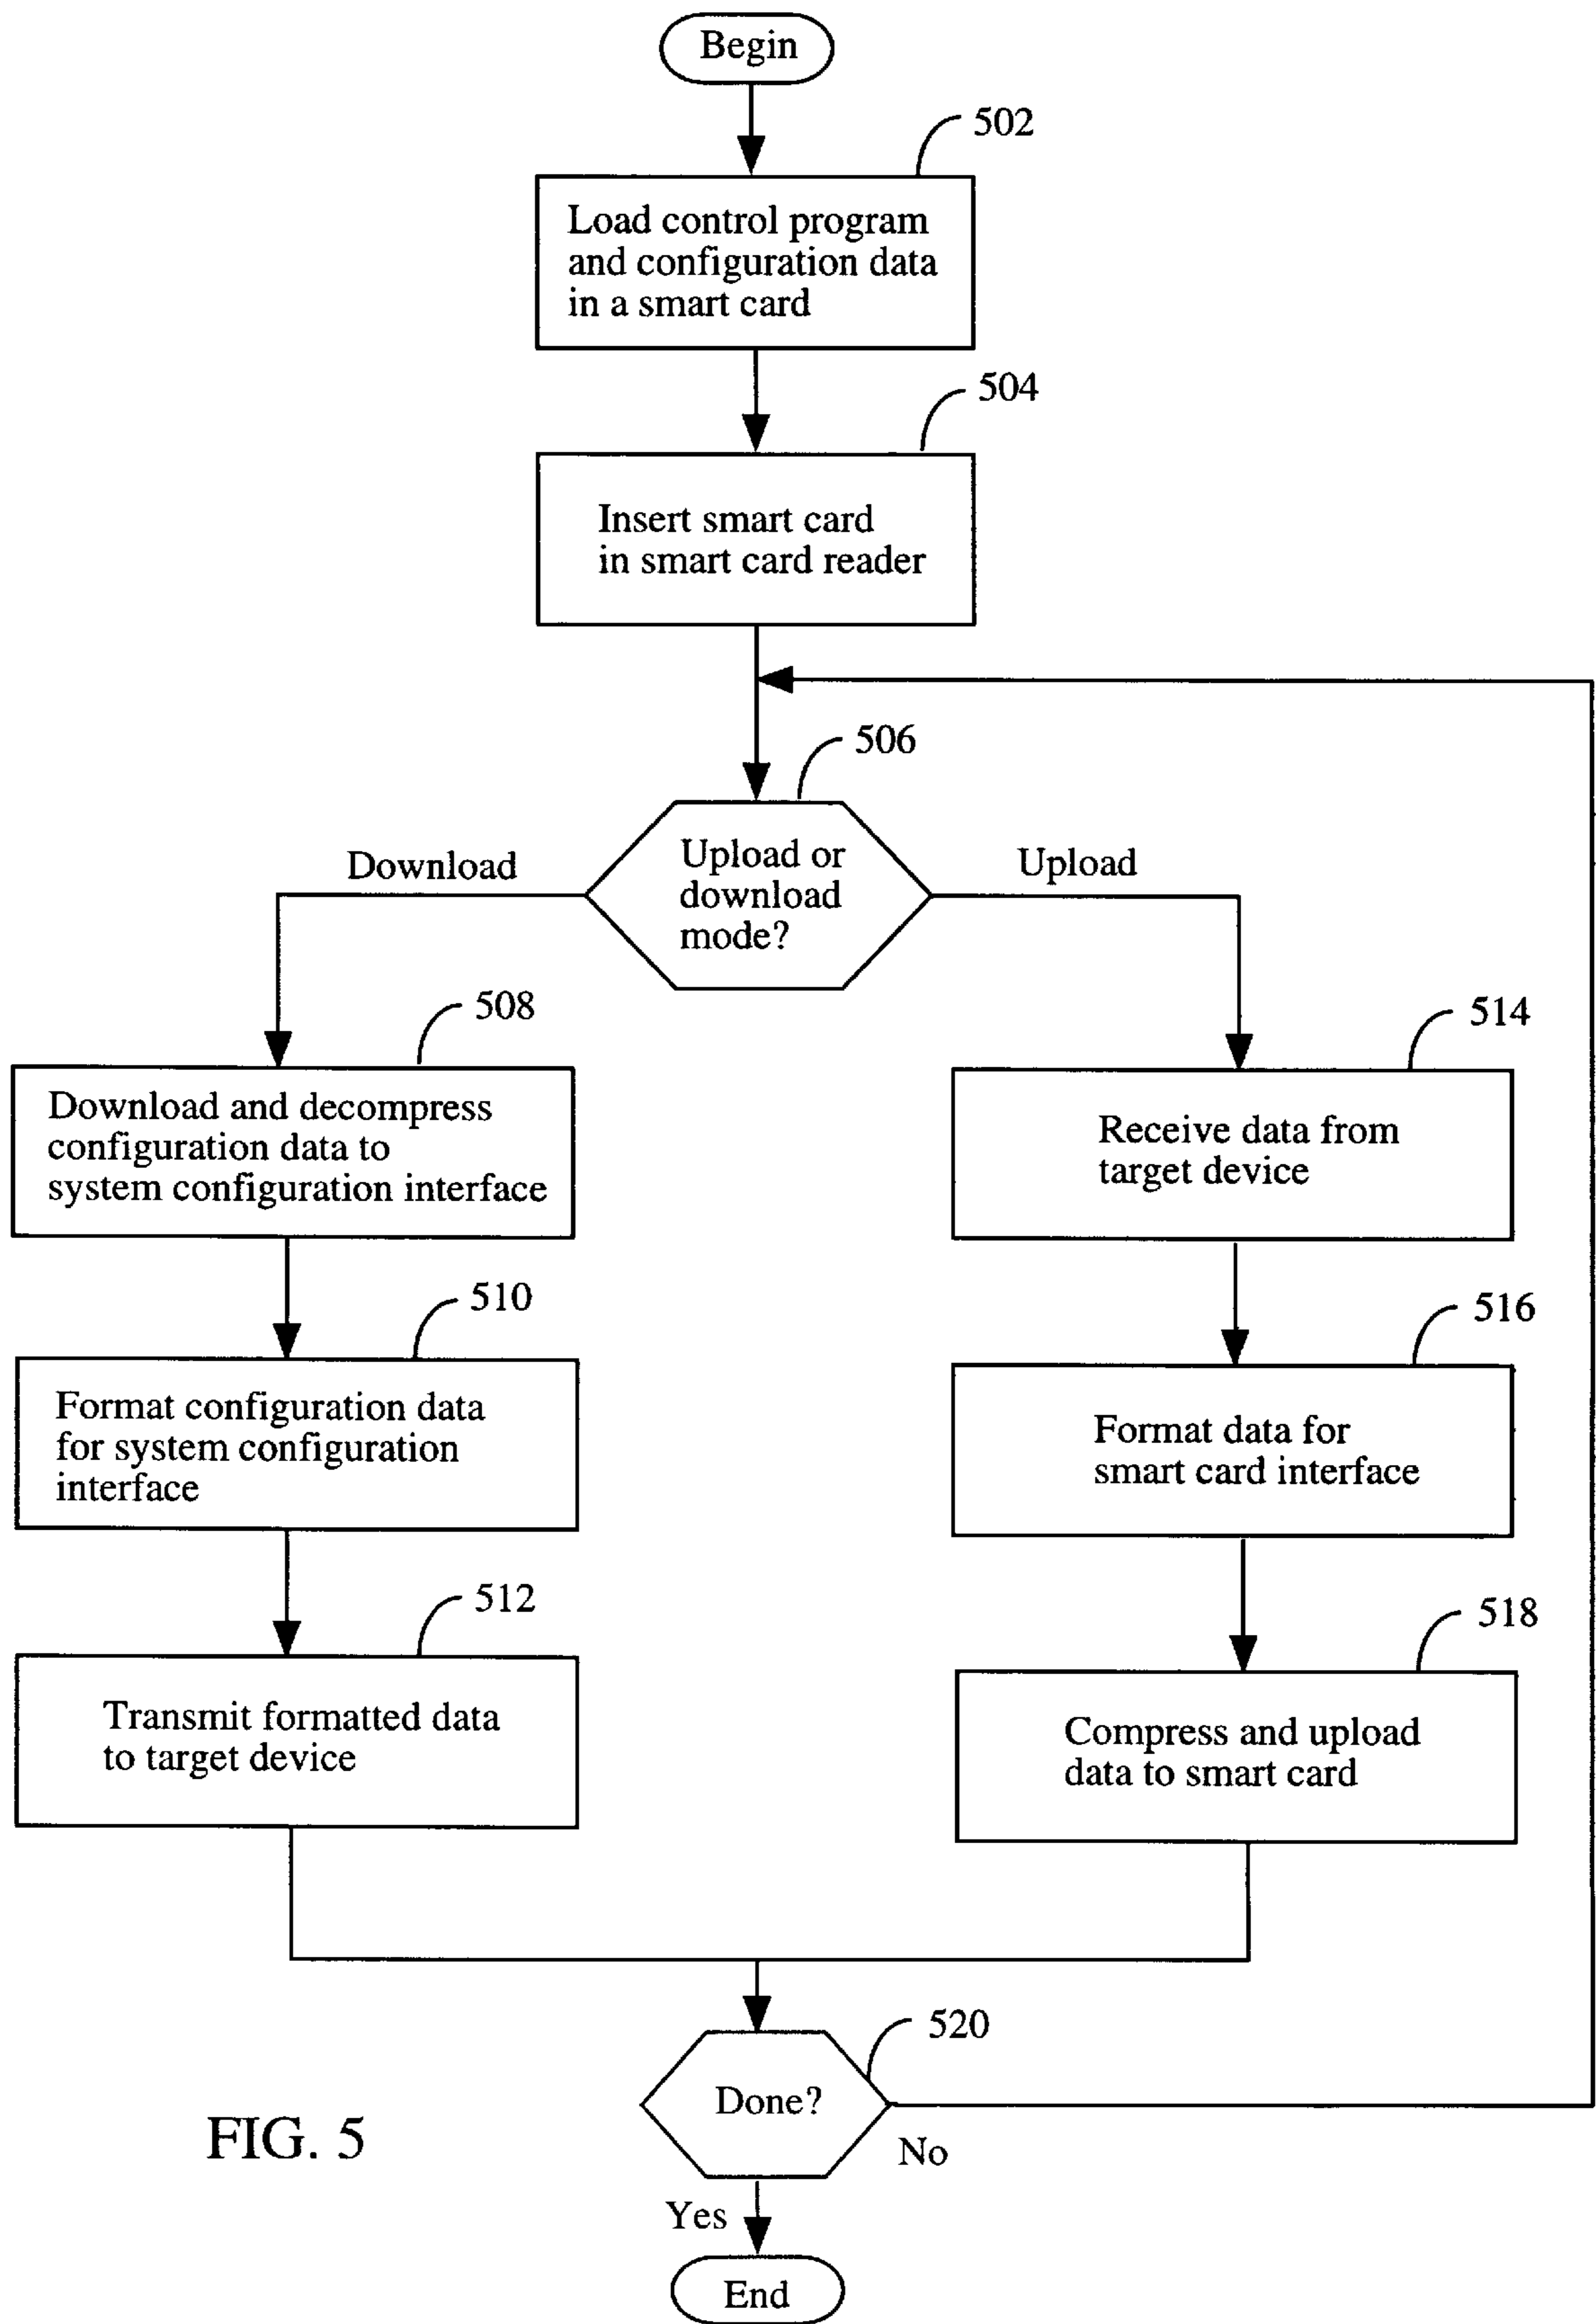 Begin
502
Load control program
and configuration data
in a smart card
504
Insert smart card
in smart card reader
506
Upload or
download
mode?
Download
Upload
508
Download and decompress
configuration data to
system configuration interface
514
Receive data from
target device
510
Format configuration data
for system configuration
interface
516
Format data for
smart card interface
512
Transmit formatted data
to target device
518
Compress and upload
data to smart card
520
Done?
No
Yes
End
FIG. 5